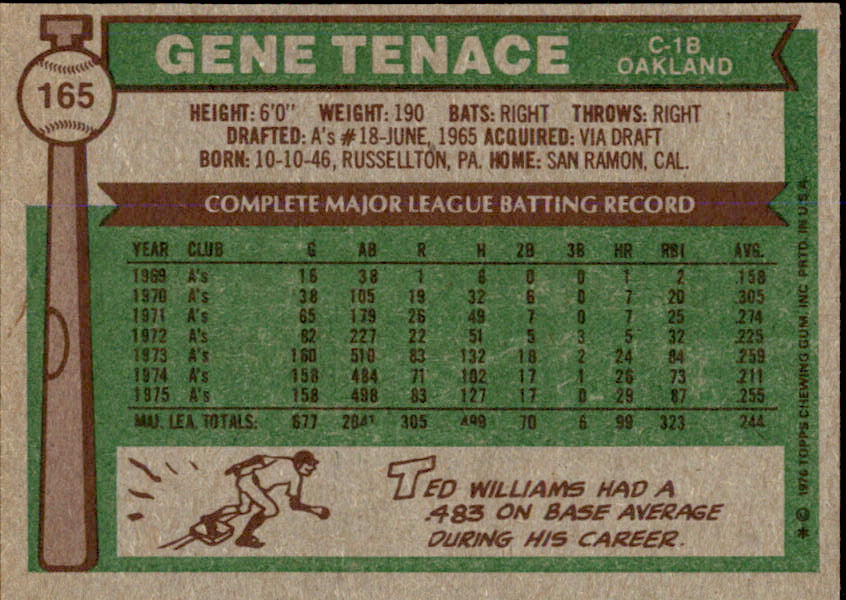 165
GENE TENACE
C-1B
OAKLAND
HEIGHT: 6'0" WEIGHT: 190 BATS: RIGHT THROWS: RIGHT
DRAFTED: A's #18-JUNE, 1965 ACQUIRED: VIA DRAFT
BORN: 10-10-46, RUSSELLTON, PA. HOME: SAN RAMON, CAL.
COMPLETE MAJOR LEAGUE BATTING RECORD
YEAR CLUB G AB R H 2B 3B HR RBI AVG.
1969 A's 16 38 1 6 0 0 1 2 .158
1970 A's 38 105 19 32 6 0 7 20 .305
1971 A's 65 179 26 49 7 0 7 25 .274
1972 A's 82 227 22 51 5 3 5 32 .225
1973 A's 160 510 83 132 18 2 24 84 .259
1974 A's 158 484 71 102 17 1 26 73 .211
1975 A's 158 498 83 127 17 0 29 87 .255
MAJ. LEA. TOTALS: 677 2041 305 499 70 6 99 323 .244
TED WILLIAMS HAD A
.483 ON BASE AVERAGE
DURING HIS CAREER.
* © 1976 TOPPS CHEWING GUM, INC. PRTD. IN U.S.A.